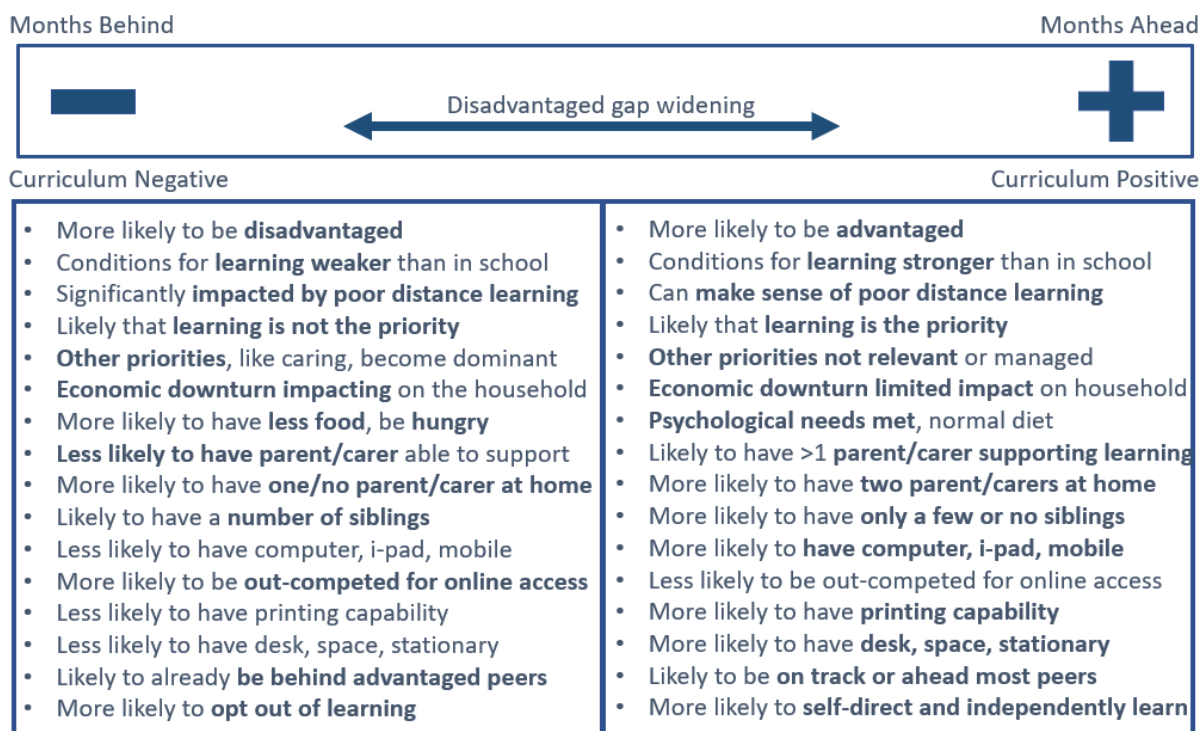 Months Behind
Months Ahead
Disadvantaged gap widening
Curriculum Negative
Curriculum Positive
• More likely to be disadvantaged
• Conditions for learning weaker than in school
• Significantly impacted by poor distance learning
• Likely that learning is not the priority
• Other priorities, like caring, become dominant
• Economic downturn impacting on the household
• More likely to have less food, be hungry
• Less likely to have parent/carer able to support
• More likely to have one/no parent/carer at home
• Likely to have a number of siblings
• Less likely to have computer, i-pad, mobile
• More likely to be out-competed for online access
• Less likely to have printing capability
• Less likely to have desk, space, stationary
• Likely to already be behind advantaged peers
• More likely to opt out of learning
• More likely to be advantaged
• Conditions for learning stronger than in school
• Can make sense of poor distance learning
• Likely that learning is the priority
• Other priorities not relevant or managed
• Economic downturn limited impact on household
• Psychological needs met, normal diet
• Likely to have >1 parent/carer supporting learning
• More likely to have two parent/carers at home
• More likely to have only a few or no siblings
• More likely to have computer, i-pad, mobile
• Less likely to be out-competed for online access
• More likely to have printing capability
• More likely to have desk, space, stationary
• Likely to be on track or ahead most peers
• More likely to self-direct and independently learn